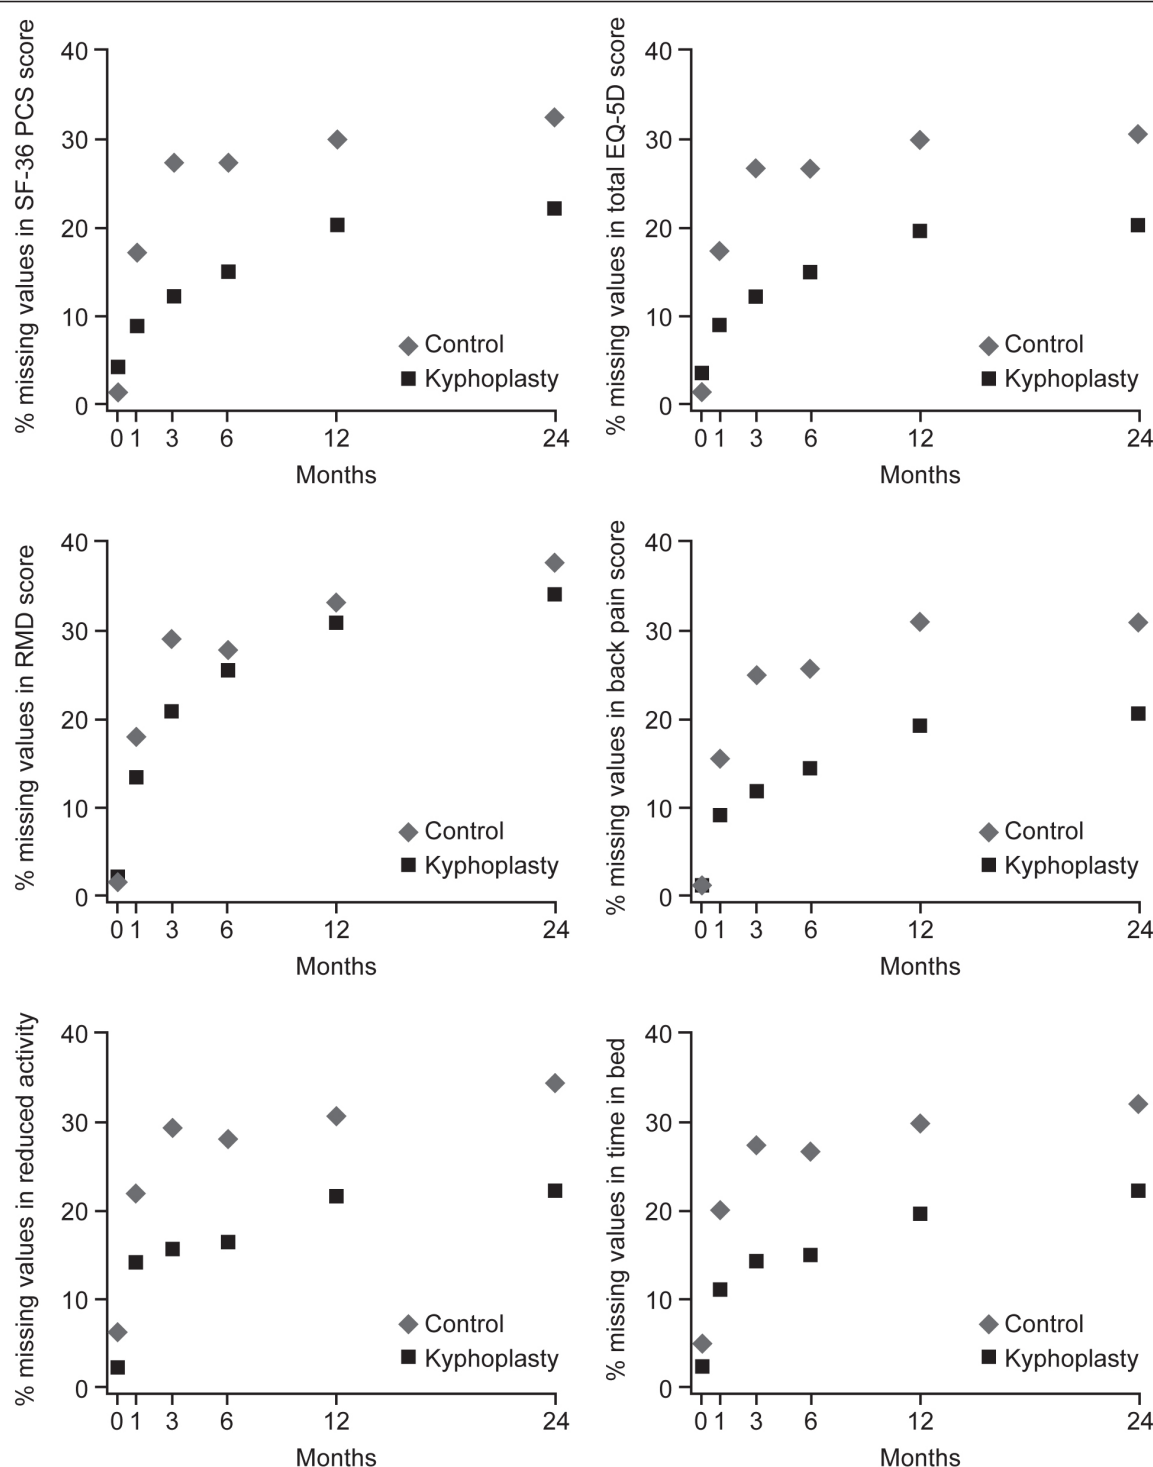 % missing values in SF-36 PCS score
40
30
20
10
0
Control
Kyphoplasty
0 1 3 6 12 24
Months
% missing values in total EQ-5D score
40
30
20
10
0
Control
Kyphoplasty
0 1 3 6 12 24
Months
% missing values in RMD score
40
30
20
10
0
Control
Kyphoplasty
0 1 3 6 12 24
Months
% missing values in back pain score
40
30
20
10
0
Control
Kyphoplasty
0 1 3 6 12 24
Months
% missing values in reduced activity
40
30
20
10
0
Control
Kyphoplasty
0 1 3 6 12 24
Months
% missing values in time in bed
40
30
20
10
0
Control
Kyphoplasty
0 1 3 6 12 24
Months